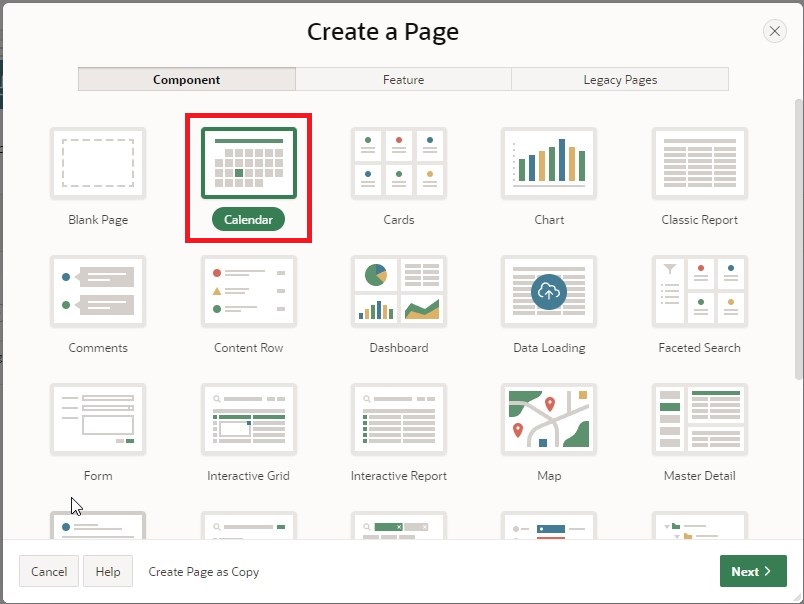 Create a Page
Component Feature Legacy Pages
Blank Page Calendar Cards Chart Classic Report
Comments Content Row Dashboard Data Loading Faceted Search
Form Interactive Grid Interactive Report Map Master Detail
Cancel Help Create Page as Copy Next